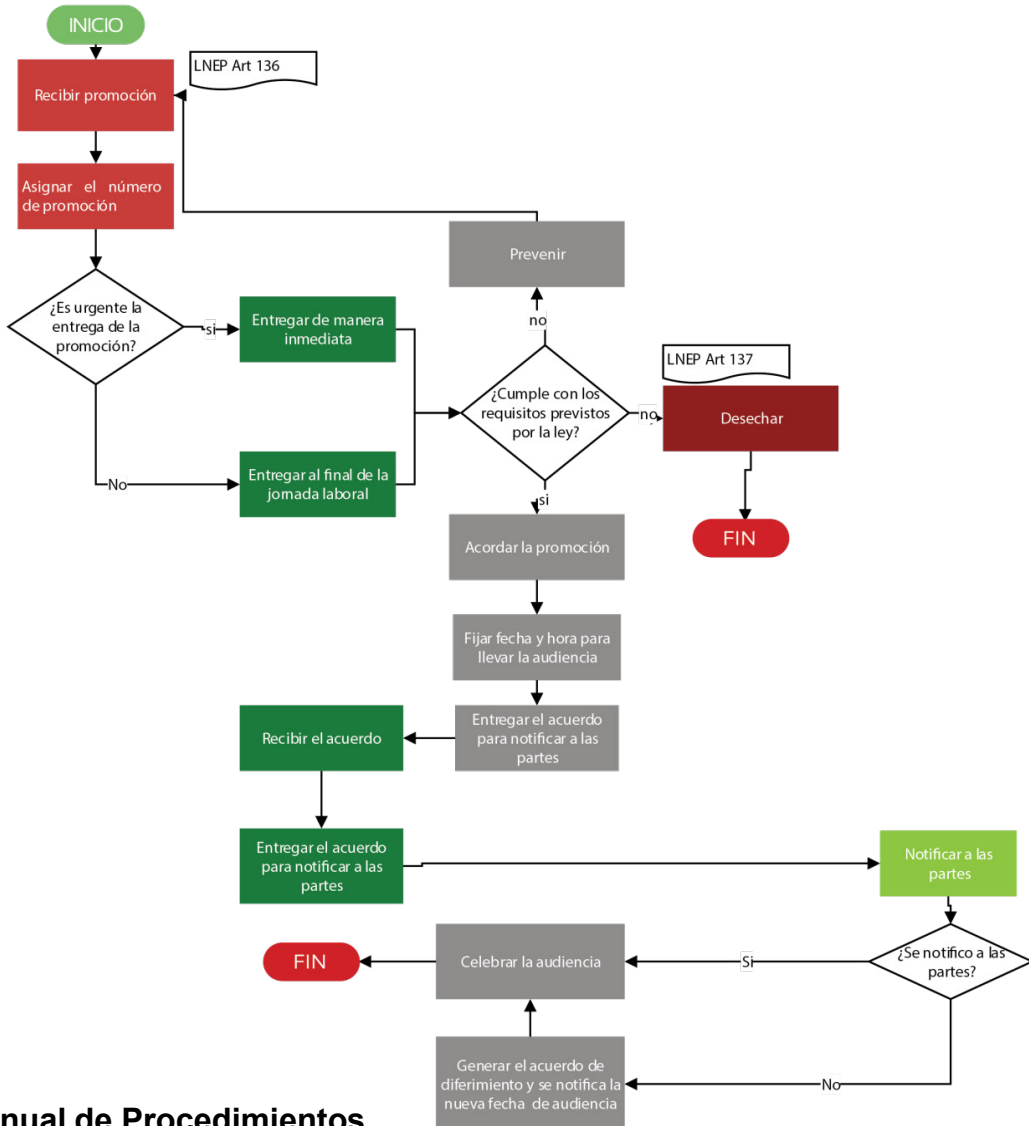 INICIO
LNEP Art 136
Recibir promoción
Asignar el número
de promoción
¿Es urgente la
entrega de la
promoción?
si
Entregar de manera
inmediata
No
Entregar al final de la
jornada laboral
Prevenir
no
¿Cumple con los
requisitos previstos
por la ley?
no
LNEP Art 137
Desechar
FIN
si
Acordar la promoción
Fijar fecha y hora para
llevar la audiencia
Entregar el acuerdo
para notificar a las
partes
Recibir el acuerdo
Entregar el acuerdo
para notificar a las
partes
Notificar a las
partes
¿Se notifico a las
partes?
Si
Celebrar la audiencia
FIN
No
Generar el acuerdo de
diferimiento y se notifica la
nueva fecha de audiencia
nual de Procedimientos